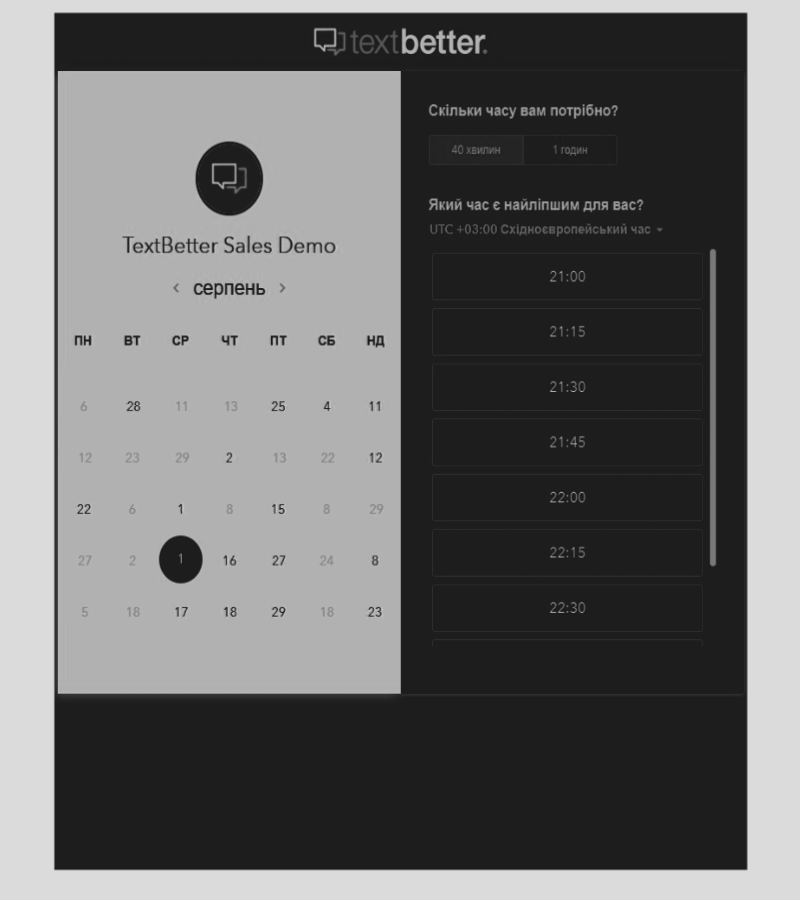 textbetter.
TextBetter Sales Demo
< серпень >
ПН ВТ СР ЧТ ПТ СБ НД
6 28 11 13 25 4 11
12 23 29 2 13 22 12
22 6 1 8 15 8 29
27 2 1 16 27 24 8
5 18 17 18 29 18 23
Скільки часу вам потрібно?
40 хвилин 1 годин
Який час є найліпшим для вас?
UTC +03:00 Східноєвропейський час
21:00
21:15
21:30
21:45
22:00
22:15
22:30